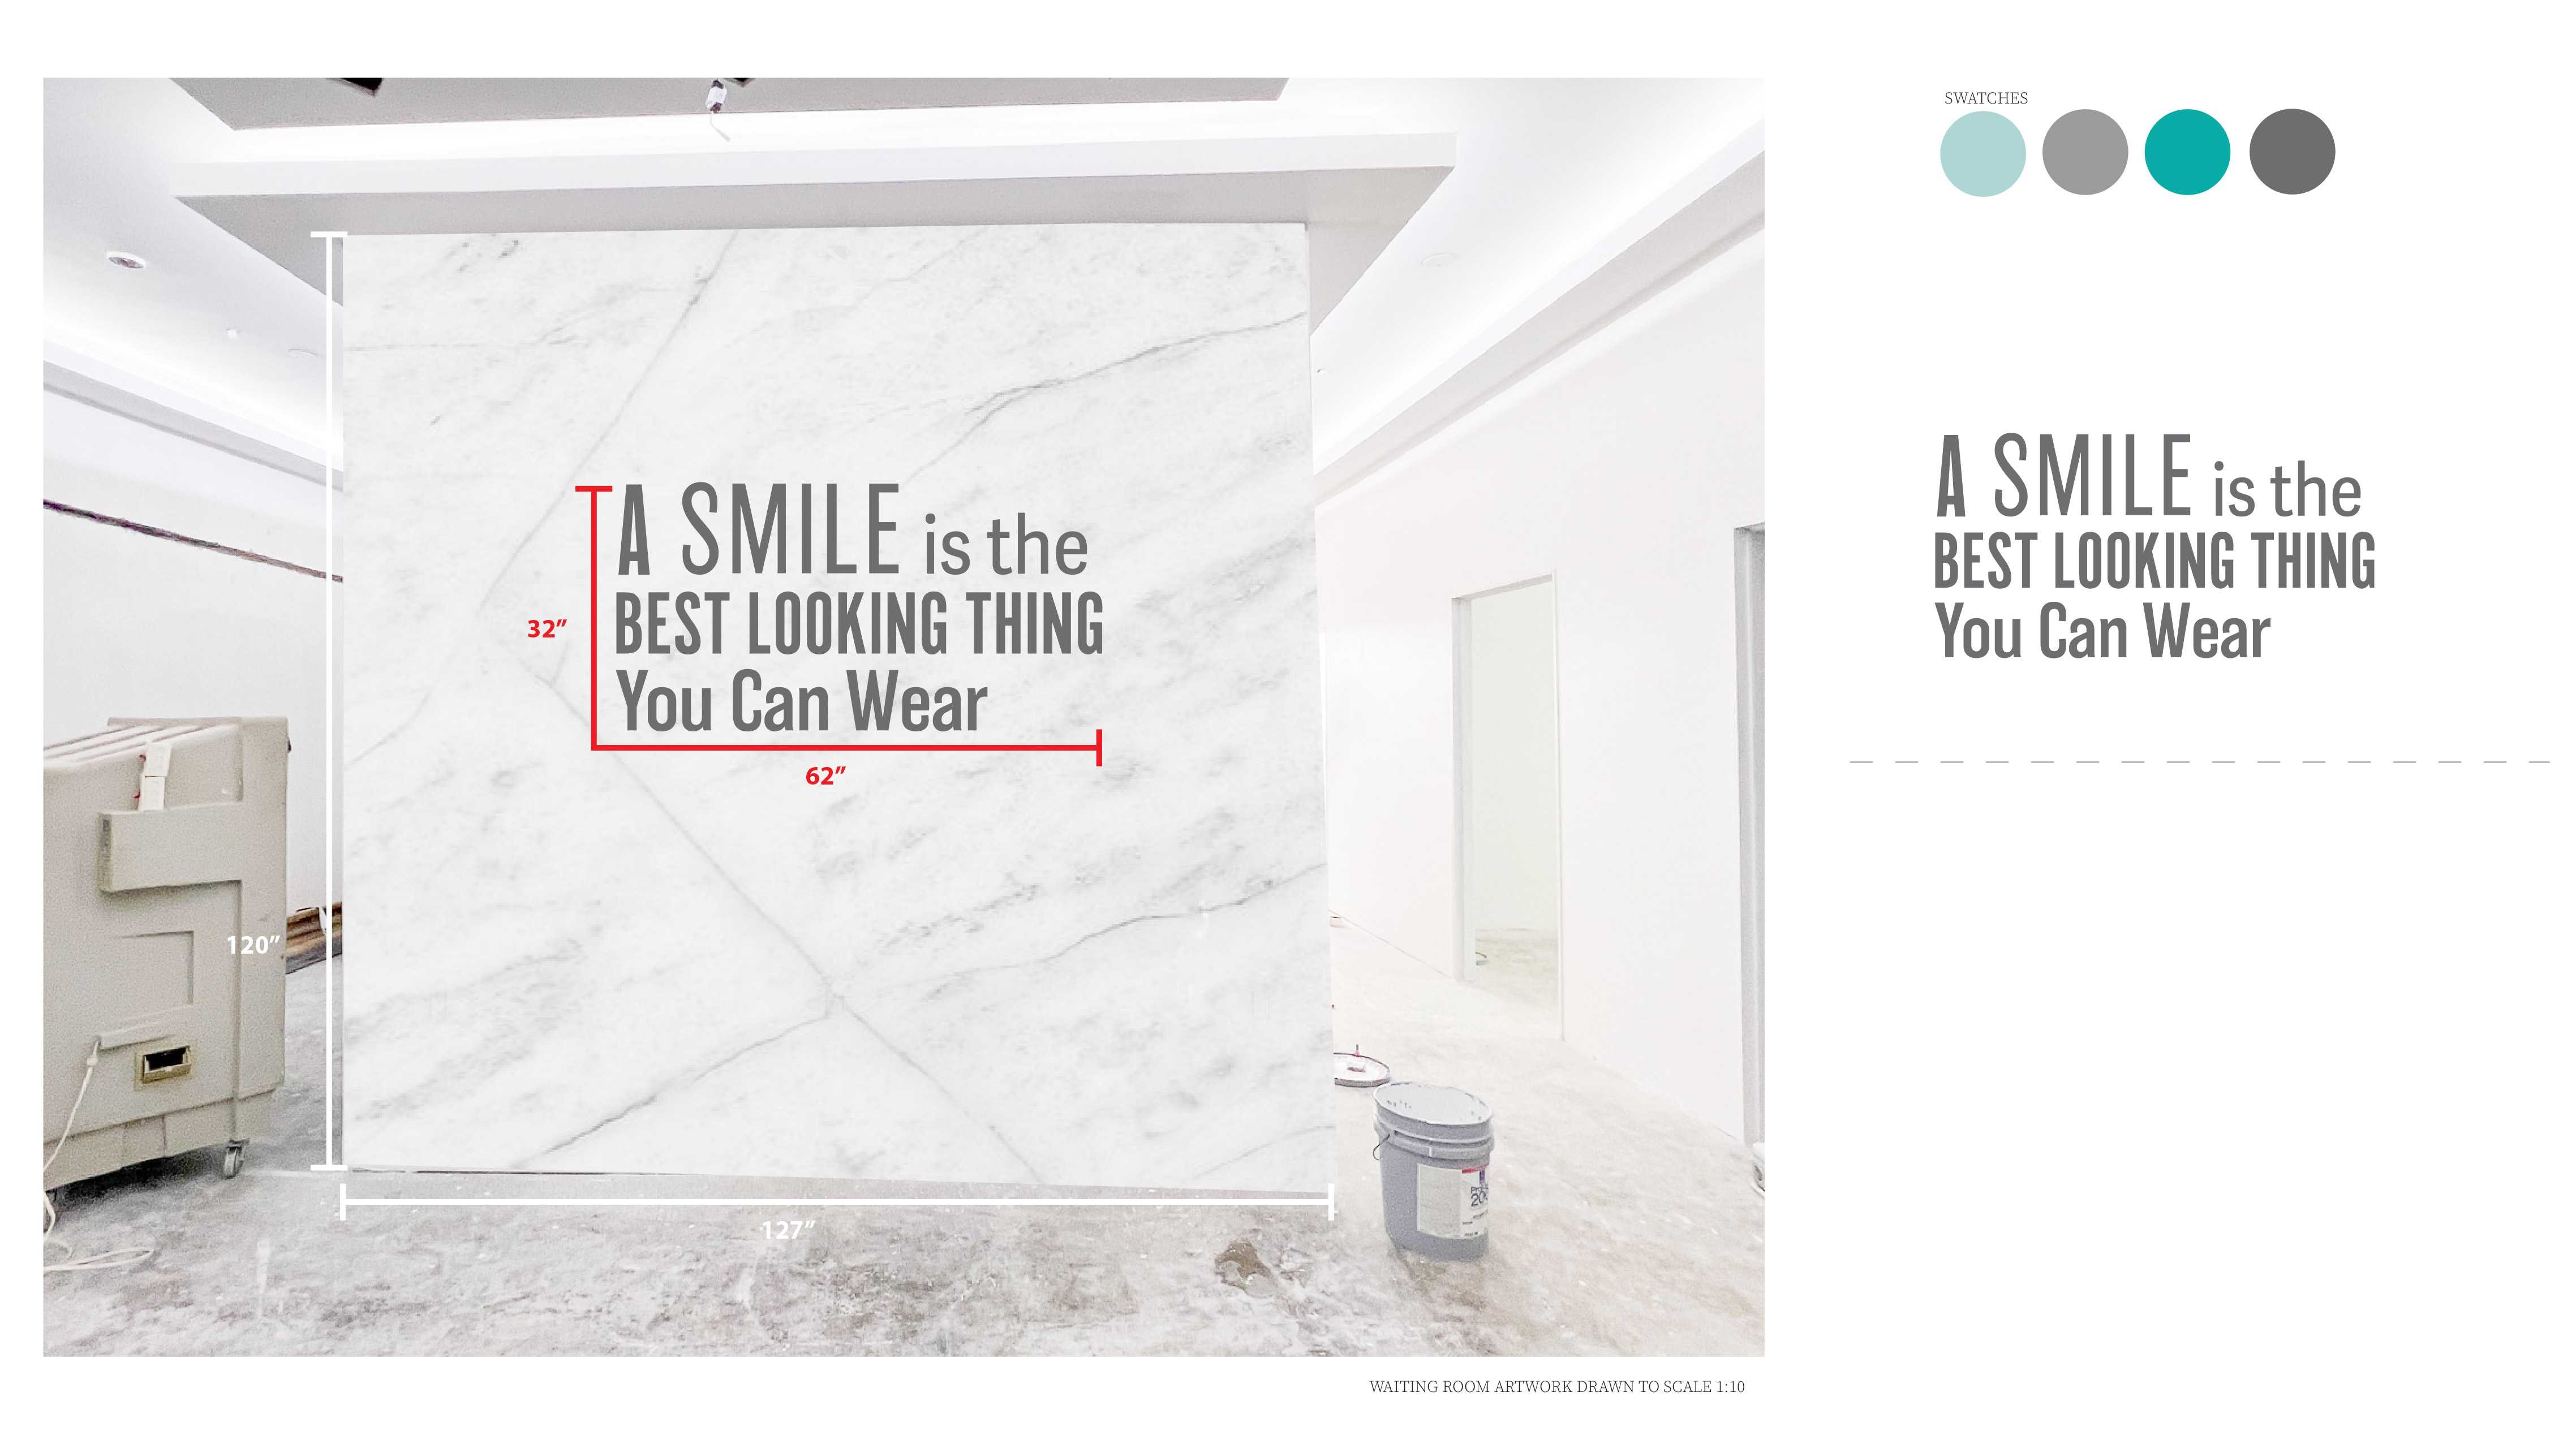 SWATCHES
A SMILE is the
BEST LOOKING THING
You Can Wear
32”
62”
120”
127”
A SMILE is the
BEST LOOKING THING
You Can Wear
WAITING ROOM ARTWORK DRAWN TO SCALE 1:10